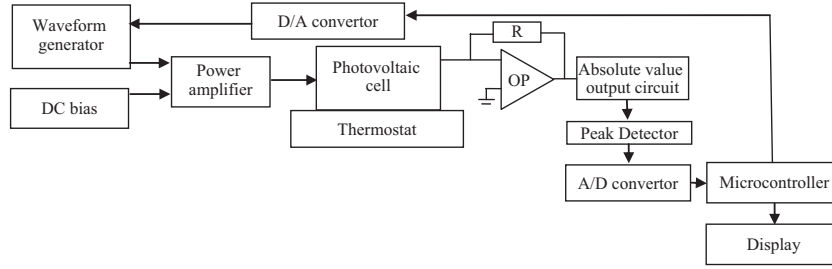 Waveform
generator
D/A convertor
R
Power
amplifier
Photovoltaic
cell
OP
Absolute value
output circuit
DC bias
Thermostat
Peak Detector
A/D convertor
Microcontroller
Display